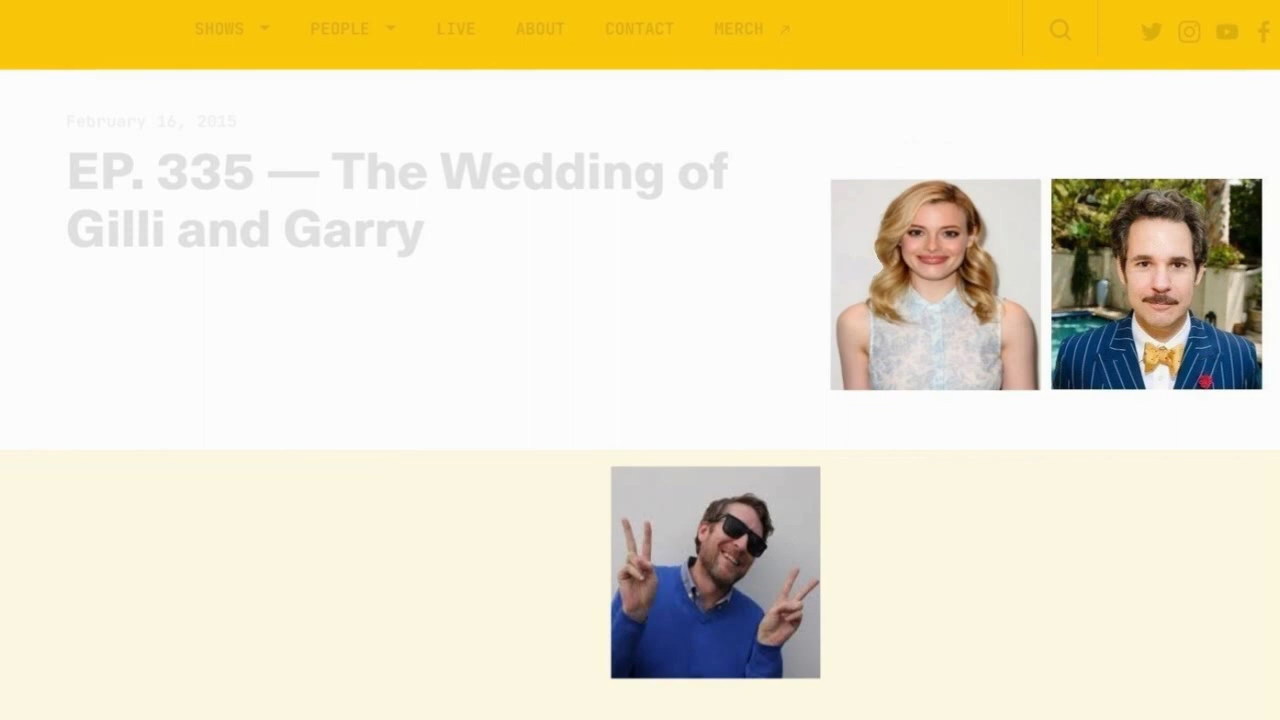 SHOWS PEOPLE LIVE ABOUT CONTACT MERCH
February 16, 2015
EP. 335 — The Wedding of
Gilli and Garry